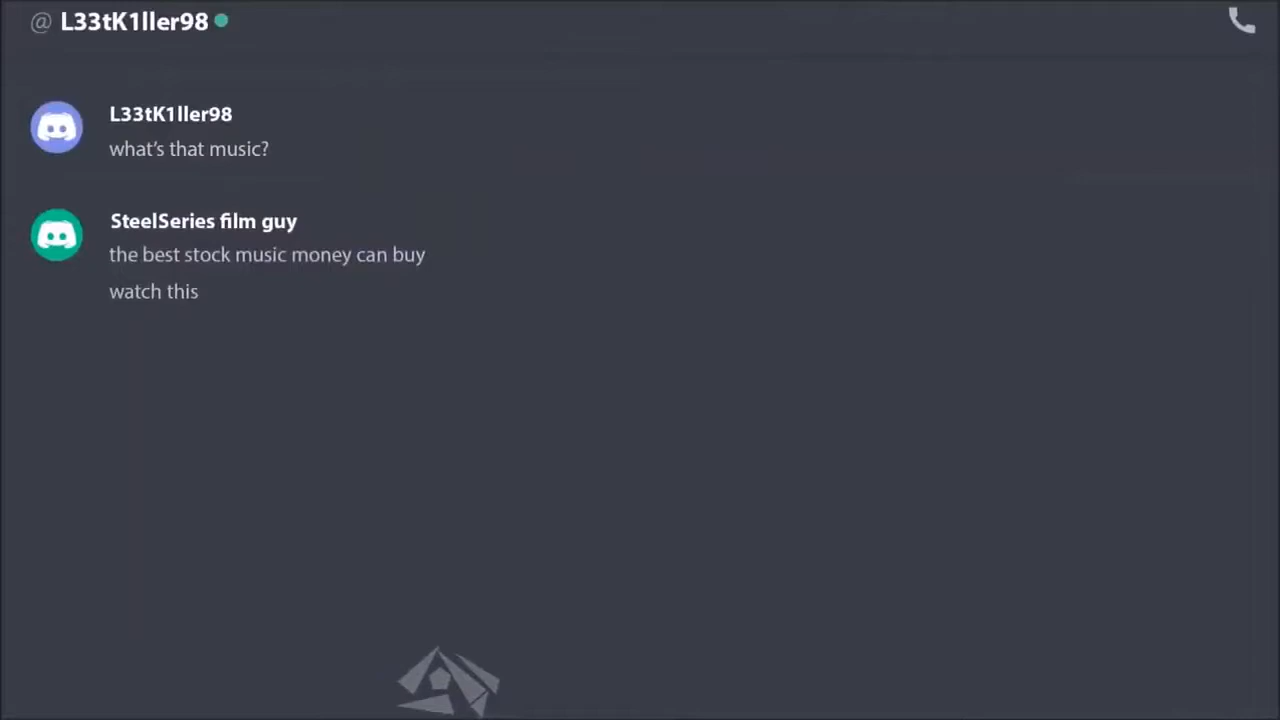 @ L33tK1ller98
L33tK1ller98
what's that music?
SteelSeries film guy
the best stock music money can buy
watch this